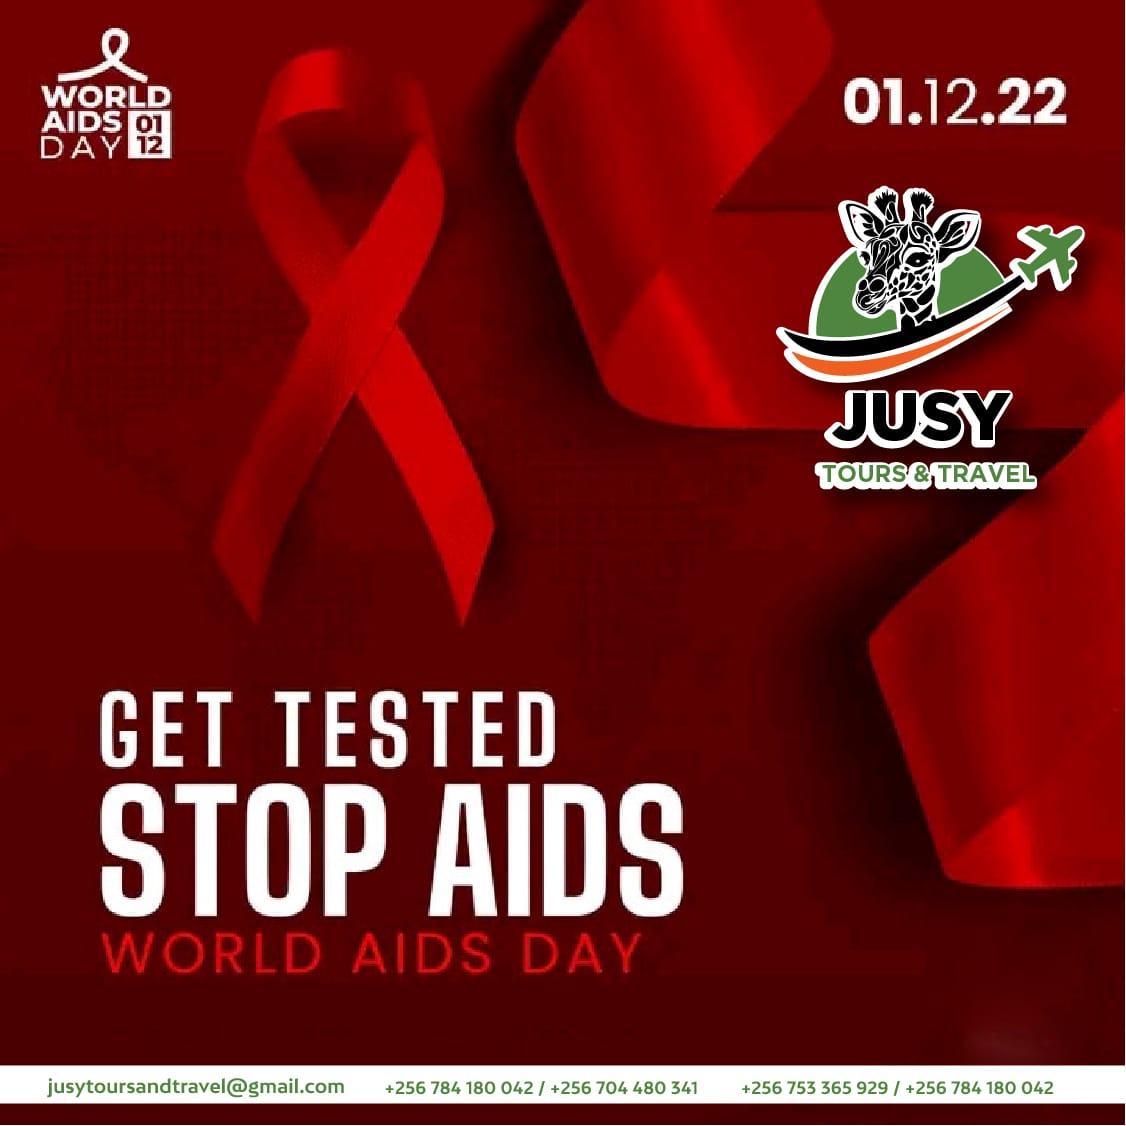 WORLD
AIDS 01
DAY 12
01.12.22
JUSY
TOURS & TRAVEL
GET TESTED
STOP AIDS
WORLD AIDS DAY
jusytoursandtravel@gmail.com +256 784 180 042 / +256 704 480 341 +256 753 365 929 / +256 784 180 042